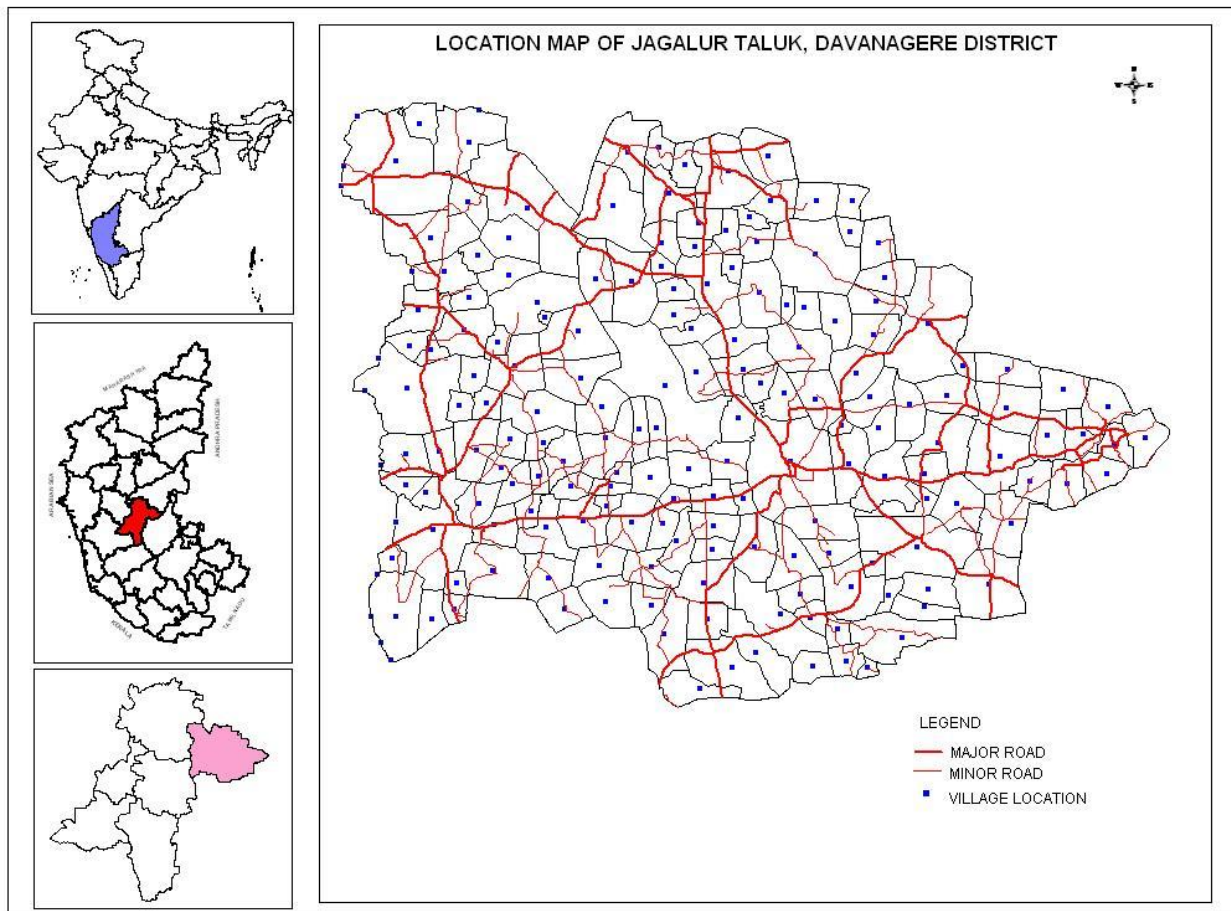 LOCATION MAP OF JAGALUR TALUK, DAVANAGERE DISTRICT
N
W E
S
MAHARASHTRA
ANDHRA PRADESH
ARABIAN SEA
KERALA
TAMIL NADU
LEGEND
MAJOR ROAD
MINOR ROAD
VILLAGE LOCATION